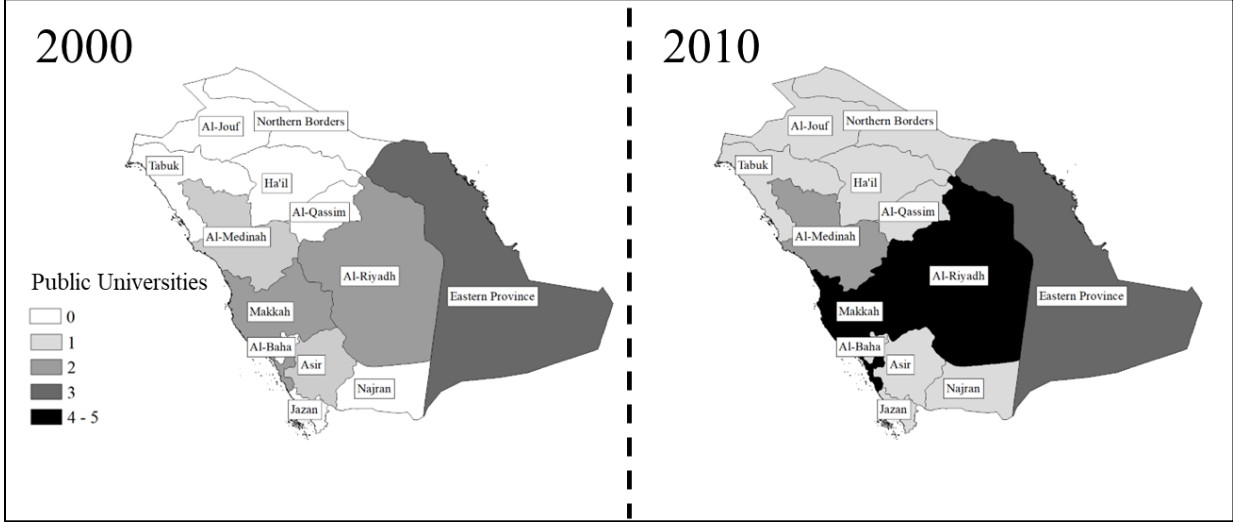 2000
Al-Jouf
Northern Borders
Tabuk
Ha'il
Al-Qassim
Al-Medinah
Al-Riyadh
Eastern Province
Makkah
Al-Baha
Asir
Najran
Jazan
Public Universities
0
1
2
3
4 - 5
2010
Al-Jouf
Northern Borders
Tabuk
Ha'il
Al-Qassim
Al-Medinah
Al-Riyadh
Eastern Province
Makkah
Al-Baha
Asir
Najran
Jazan